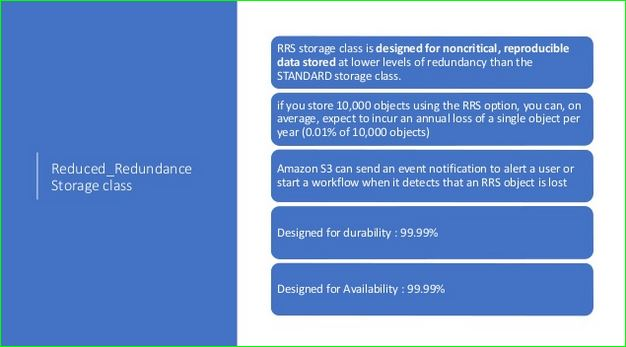 Reduced_Redundance
Storage class
RRS storage class is designed for noncritical, reproducible
data stored at lower levels of redundancy than the
STANDARD storage class.
if you store 10,000 objects using the RRS option, you can, on
average, expect to incur an annual loss of a single object per
year (0.01% of 10,000 objects)
Amazon S3 can send an event notification to alert a user or
start a workflow when it detects that an RRS object is lost
Designed for durability : 99.99%
Designed for Availability : 99.99%